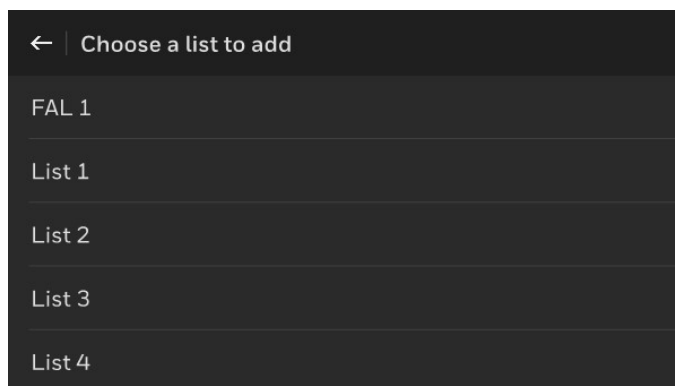 Choose a list to add
FAL 1
List 1
List 2
List 3
List 4